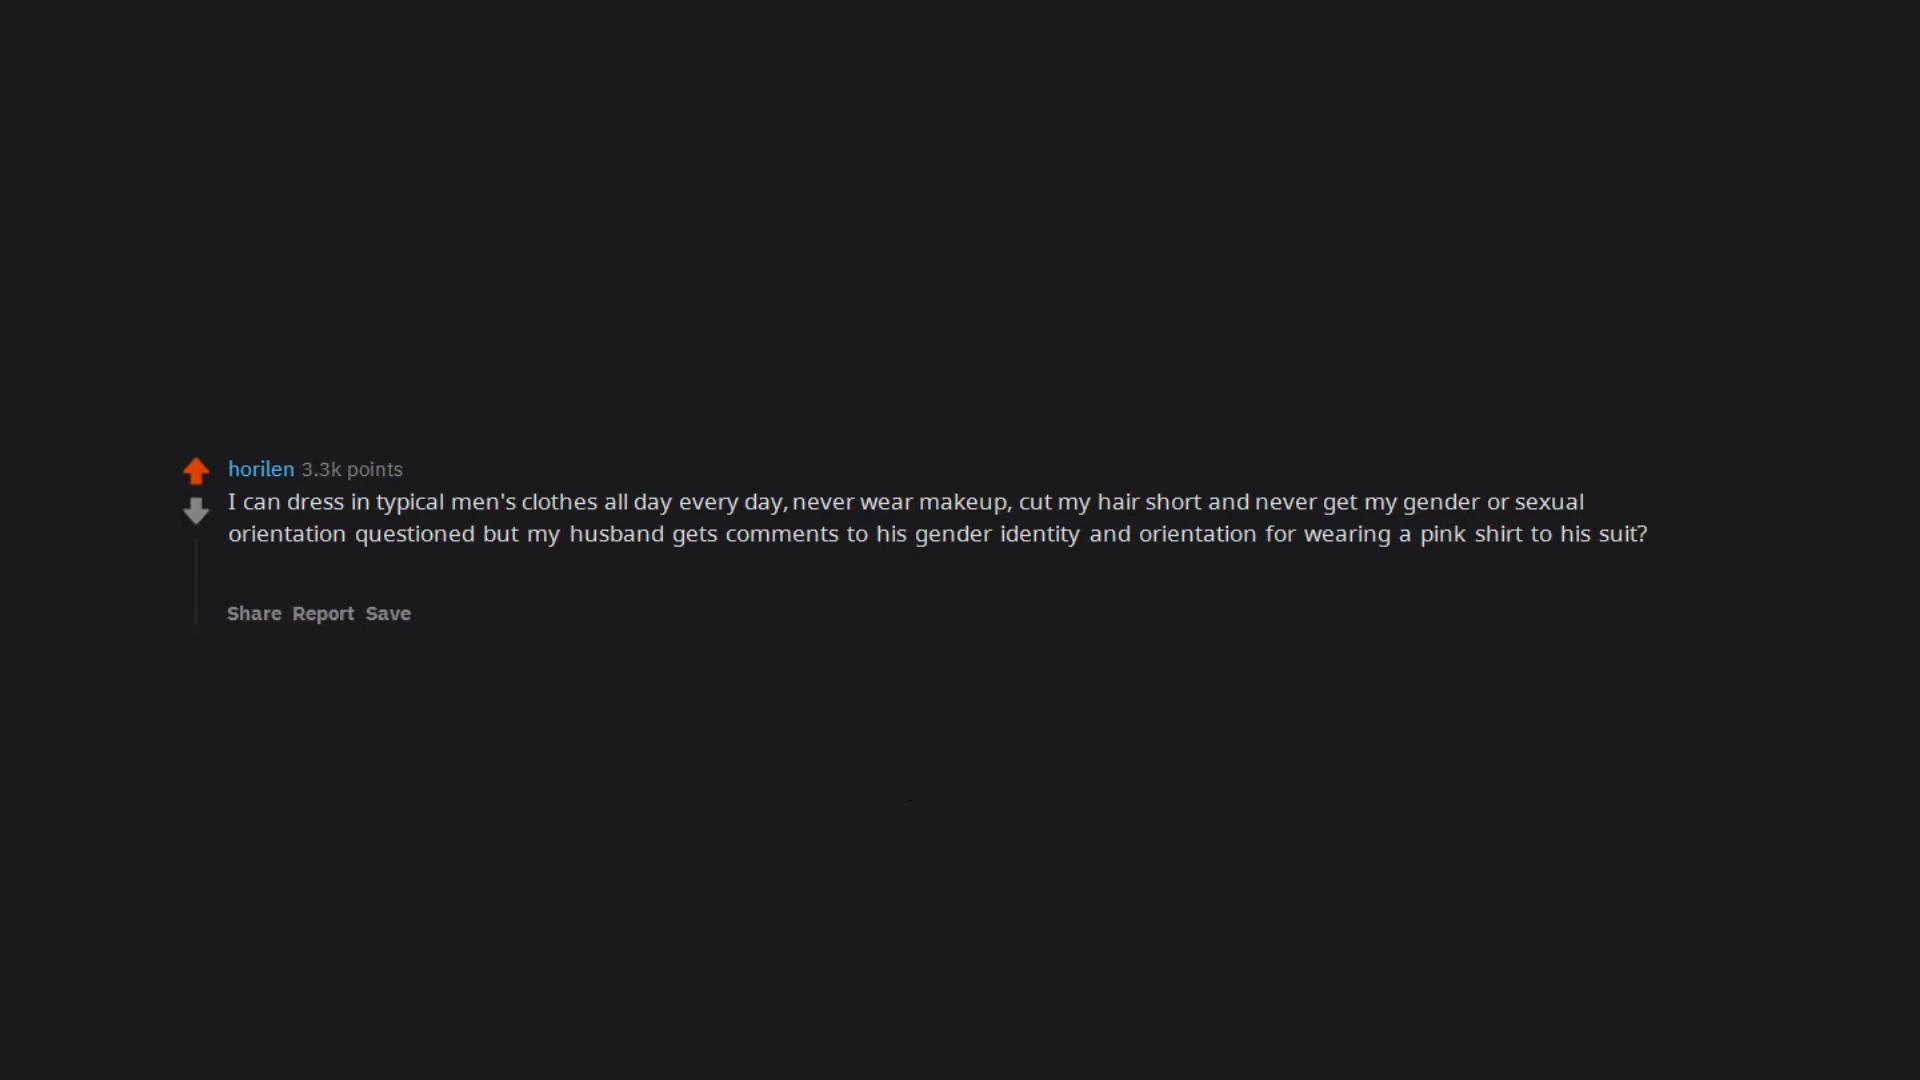 horilen 3.3k points
I can dress in typical men's clothes all day every day, never wear makeup, cut my hair short and never get my gender or sexual
orientation questioned but my husband gets comments to his gender identity and orientation for wearing a pink shirt to his suit?
Share Report Save